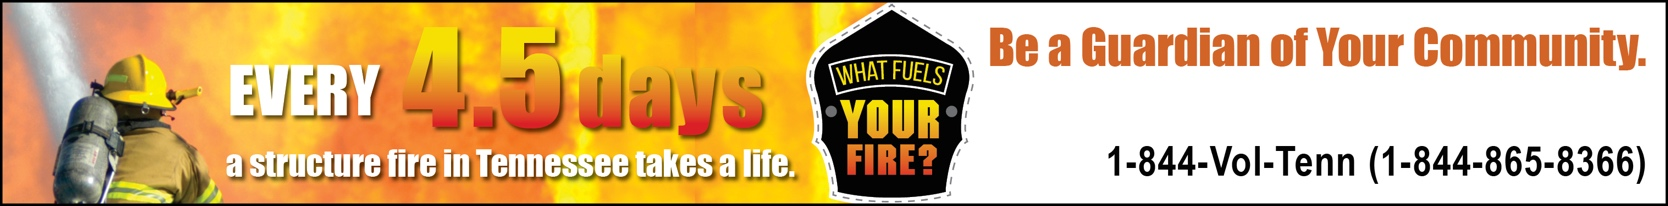 EVERY 4.5 days
a structure fire in Tennessee takes a life.
WHAT FUELS
YOUR
FIRE?
Be a Guardian of Your Community.
1-844-Vol-Tenn (1-844-865-8366)